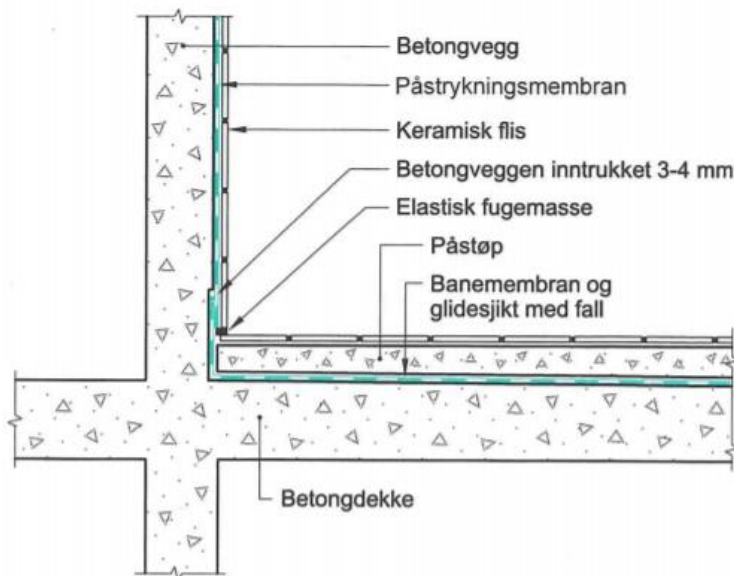 Betongvegg
Påstrykningsmembran
Keramisk flis
Betongveggen inntrukket 3-4 mm
Elastisk fugemasse
Påstøp
Banemembran og
glidesjikt med fall
Betongdekke